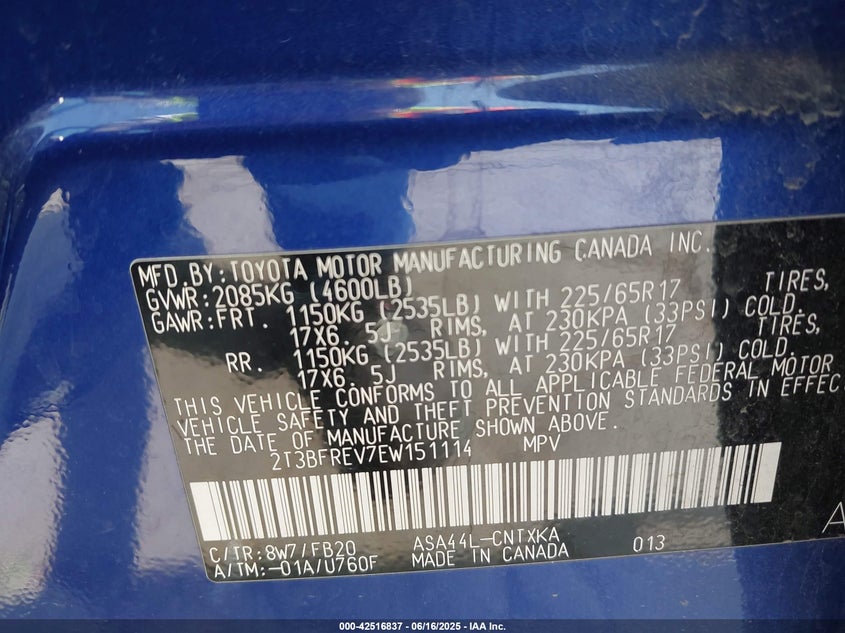 MFD.BY:TOYOTA MOTOR MANUFACTURING CANADA INC.
GVWR:2085KG (4600LB)
GAWR:FRT. 1150KG (2535LB) WITH 225/65R17 TIRES,
17X6.5J RIMS, AT 230KPA (33PSI) COLD.
RR. 1150KG (2535LB) WITH 225/65R17 TIRES,
17X6.5J RIMS, AT 230KPA (33PSI) COLD.
THIS VEHICLE CONFORMS TO ALL APPLICABLE FEDERAL MOTOR
VEHICLE SAFETY AND THEFT PREVENTION STANDARDS IN EFFEC
THE DATE OF MANUFACTURE SHOWN ABOVE.
2T3BFREV7EW151114 MPV
C/TR:8W7/FB20 ASA44L-CNTXKA 013
A/TM:-01A/U760F MADE IN CANADA
A
000-42516837 - 06/16/2025 - IAA Inc.